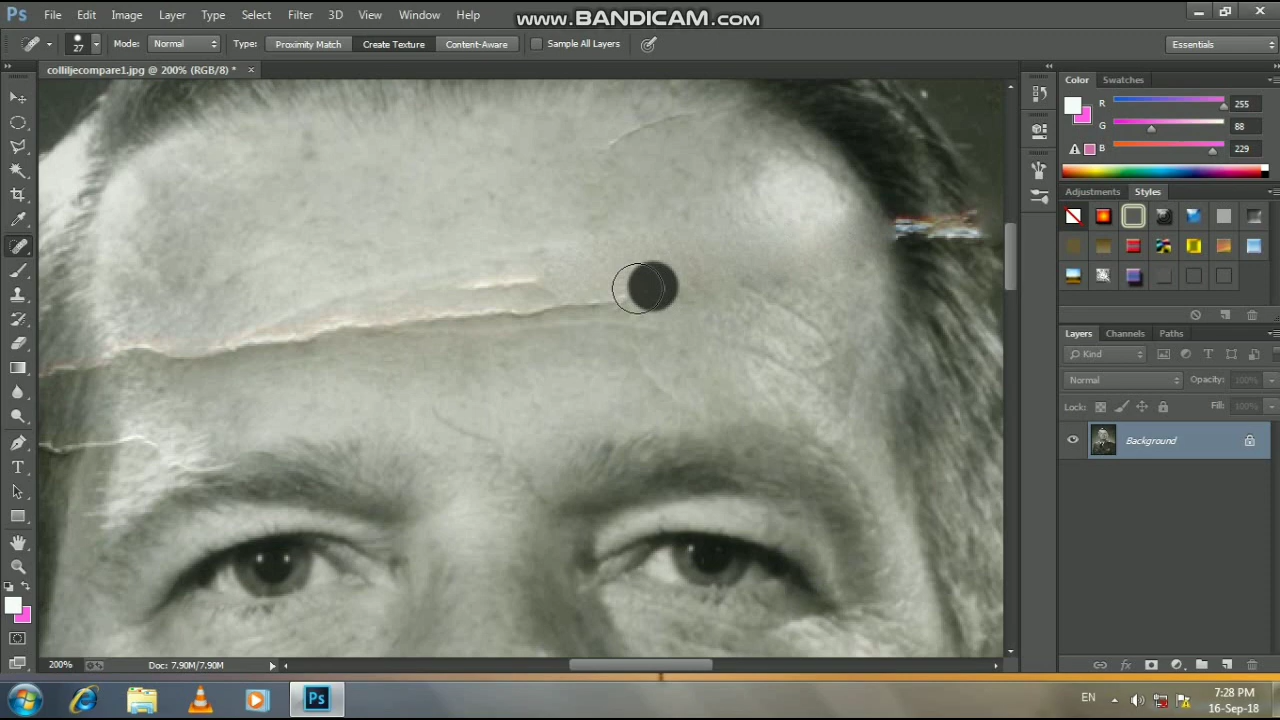 www.BANDICAM.com
Ps File Edit Image Layer Type Select Filter 3D View Window Help
27 Mode: Normal Type: Proximity Match Create Texture Content-Aware Sample All Layers Essentials
colliljecompare1.jpg @ 200% (RGB/8) * ×
Color Swatches
R 255
G 88
B 229
Adjustments Styles
Layers Channels Paths
Kind
Normal Opacity: 100%
Lock: Fill: 100%
Background
200% Doc: 7.90M/7.90M
Ps EN 7:28 PM
16-Sep-18